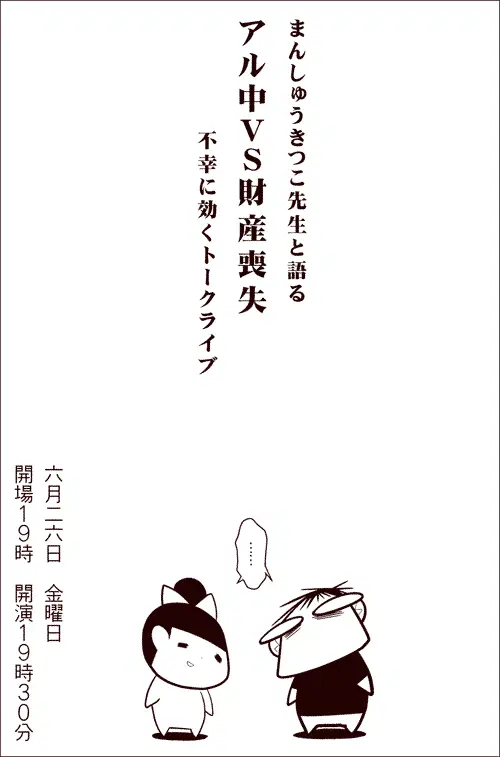 まんしゅうきつこ先生と語る
アル中VS財産喪失
不幸に効くトークライブ
……
六月二六日　金曜日
開場19時　開演19時30分